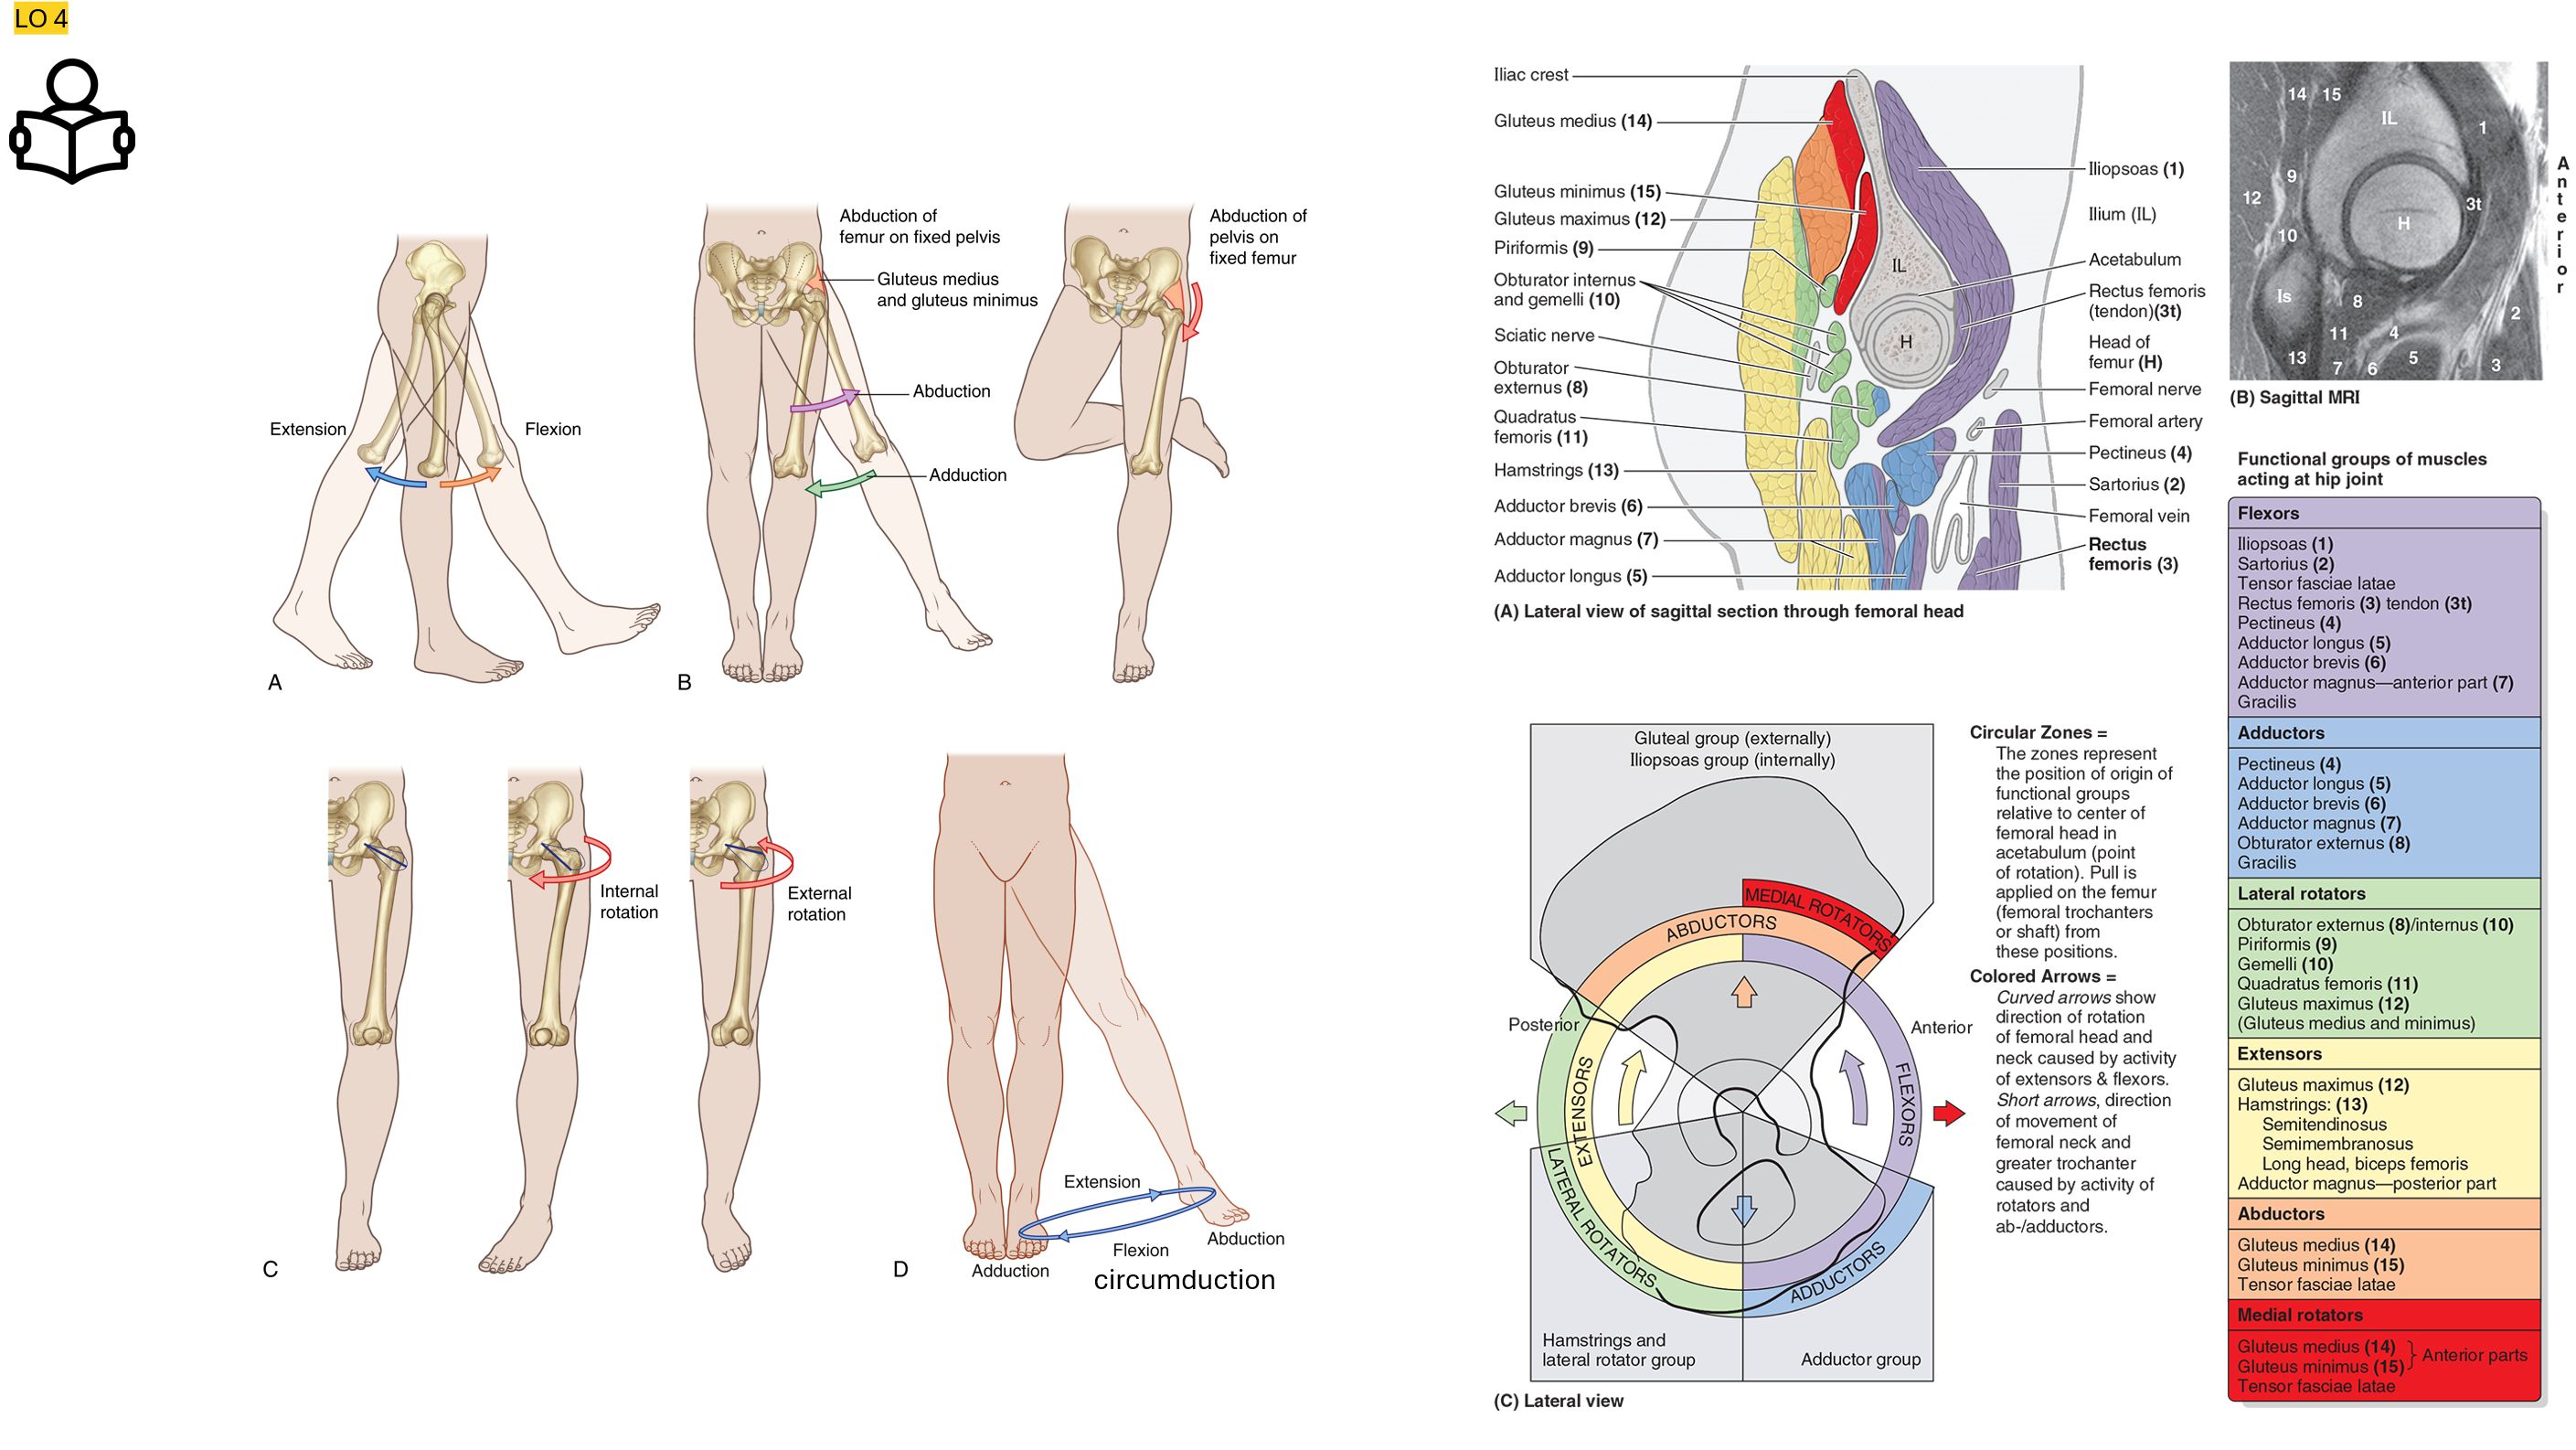 LO 4
Extension
Flexion
A
Abduction of
femur on fixed pelvis
Gluteus medius
and gluteus minimus
Abduction
Adduction
Abduction of
pelvis on
fixed femur
B
Internal
rotation
External
rotation
C
Extension
Flexion
Abduction
Adduction
circumduction
D
Iliac crest
Gluteus medius (14)
Gluteus minimus (15)
Gluteus maximus (12)
Piriformis (9)
Obturator internus
and gemelli (10)
Sciatic nerve
Obturator
externus (8)
Quadratus
femoris (11)
Hamstrings (13)
Adductor brevis (6)
Adductor magnus (7)
Adductor longus (5)
IL
H
Iliopsoas (1)
Ilium (IL)
Acetabulum
Rectus femoris
(tendon)(3t)
Head of
femur (H)
Femoral nerve
Femoral artery
Pectineus (4)
Sartorius (2)
Femoral vein
Rectus
femoris (3)
(A) Lateral view of sagittal section through femoral head
14 15
IL
1
9
12
3t
H
10
Is
8
2
11
4
13
7
6
5
3
Anterior
(B) Sagittal MRI
Gluteal group (externally)
Iliopsoas group (internally)
MEDIAL ROTATORS
ABDUCTORS
Posterior
Anterior
EXTENSORS
FLEXORS
LATERAL ROTATORS
ADDUCTORS
Hamstrings and
lateral rotator group
Adductor group
(C) Lateral view
Circular Zones =
The zones represent
the position of origin of
functional groups
relative to center of
femoral head in
acetabulum (point
of rotation). Pull is
applied on the femur
(femoral trochanters
or shaft) from
these positions.
Colored Arrows =
Curved arrows show
direction of rotation
of femoral head and
neck caused by activity
of extensors & flexors.
Short arrows, direction
of movement of
femoral neck and
greater trochanter
caused by activity of
rotators and
ab-/adductors.
Functional groups of muscles
acting at hip joint
Flexors
Iliopsoas (1)
Sartorius (2)
Tensor fasciae latae
Rectus femoris (3) tendon (3t)
Pectineus (4)
Adductor longus (5)
Adductor brevis (6)
Adductor magnus—anterior part (7)
Gracilis
Adductors
Pectineus (4)
Adductor longus (5)
Adductor brevis (6)
Adductor magnus (7)
Obturator externus (8)
Gracilis
Lateral rotators
Obturator externus (8)/internus (10)
Piriformis (9)
Gemelli (10)
Quadratus femoris (11)
Gluteus maximus (12)
(Gluteus medius and minimus)
Extensors
Gluteus maximus (12)
Hamstrings: (13)
Semitendinosus
Semimembranosus
Long head, biceps femoris
Adductor magnus—posterior part
Abductors
Gluteus medius (14)
Gluteus minimus (15)
Tensor fasciae latae
Medial rotators
Gluteus medius (14)
Gluteus minimus (15)
Anterior parts
Tensor fasciae latae